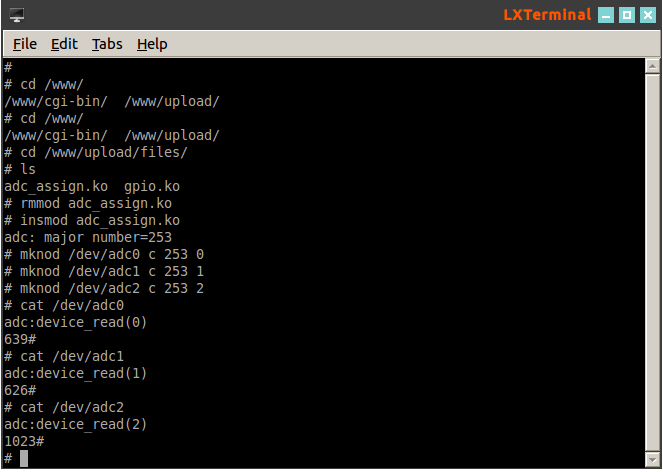 LXTerminal
File Edit Tabs Help
#
# cd /www/
/www/cgi-bin/  /www/upload/
# cd /www/
/www/cgi-bin/  /www/upload/
# cd /www/upload/files/
# ls
adc_assign.ko  gpio.ko
# rmmod adc_assign.ko
# insmod adc_assign.ko
adc: major number=253
# mknod /dev/adc0 c 253 0
# mknod /dev/adc1 c 253 1
# mknod /dev/adc2 c 253 2
# cat /dev/adc0
adc:device_read(0)
639#
# cat /dev/adc1
adc:device_read(1)
626#
# cat /dev/adc2
adc:device_read(2)
1023#
#